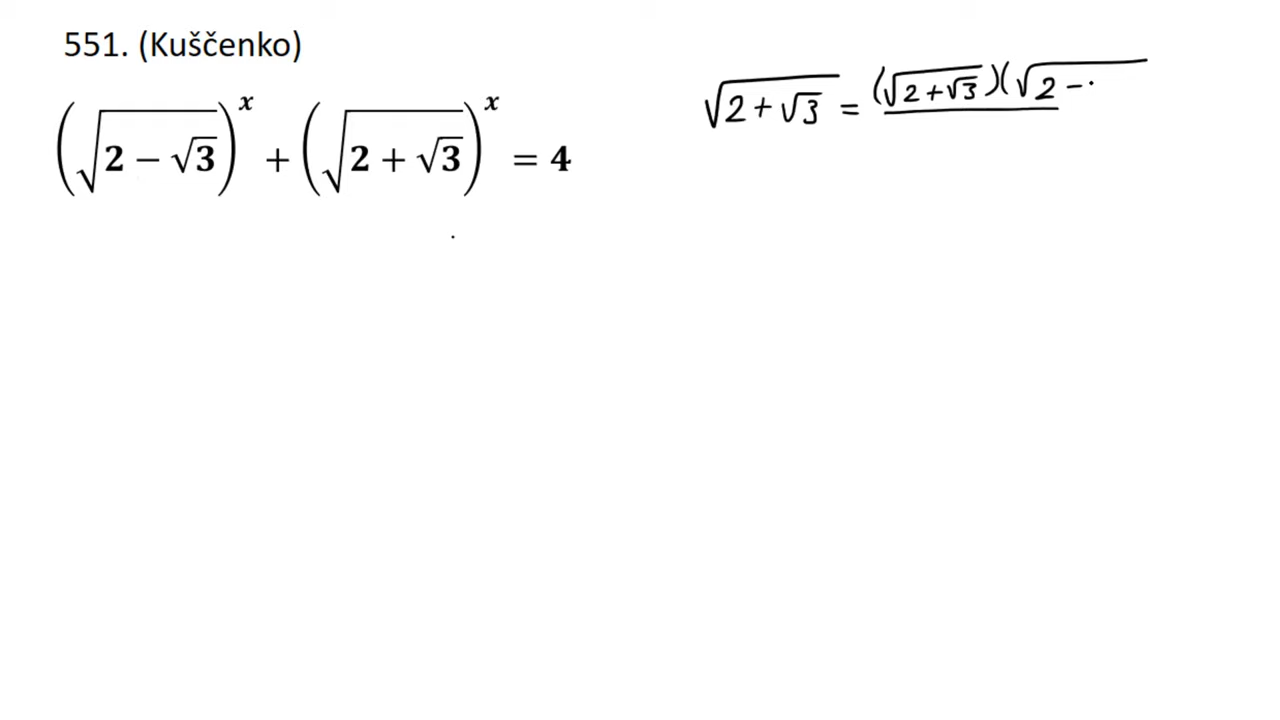 551. (Kuščenko)
(√(2 − √3))^x + (√(2 + √3))^x = 4
√(2 + √3) = (√(2 + √3))(√(2 −